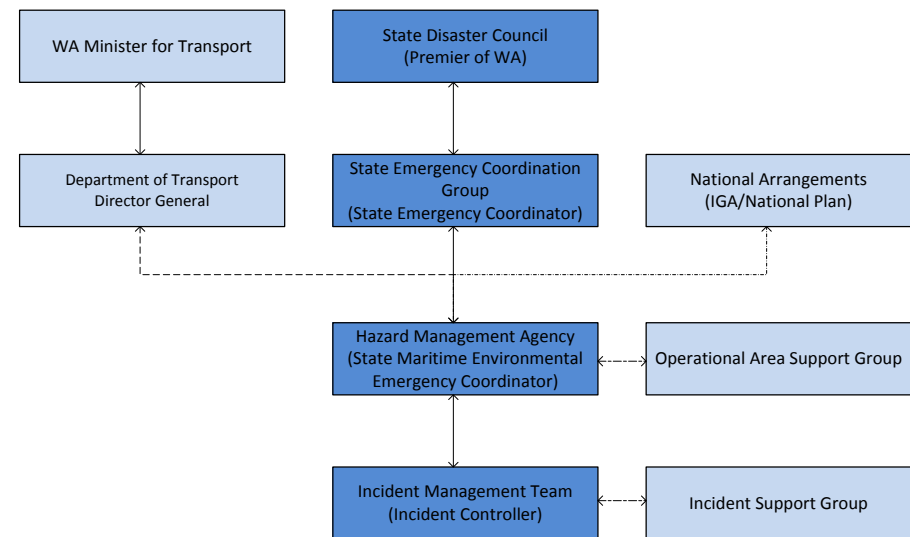 WA Minister for Transport
State Disaster Council
(Premier of WA)
Department of Transport
Director General
State Emergency Coordination
Group
(State Emergency Coordinator)
National Arrangements
(IGA/National Plan)
Hazard Management Agency
(State Maritime Environmental
Emergency Coordinator)
Operational Area Support Group
Incident Management Team
(Incident Controller)
Incident Support Group